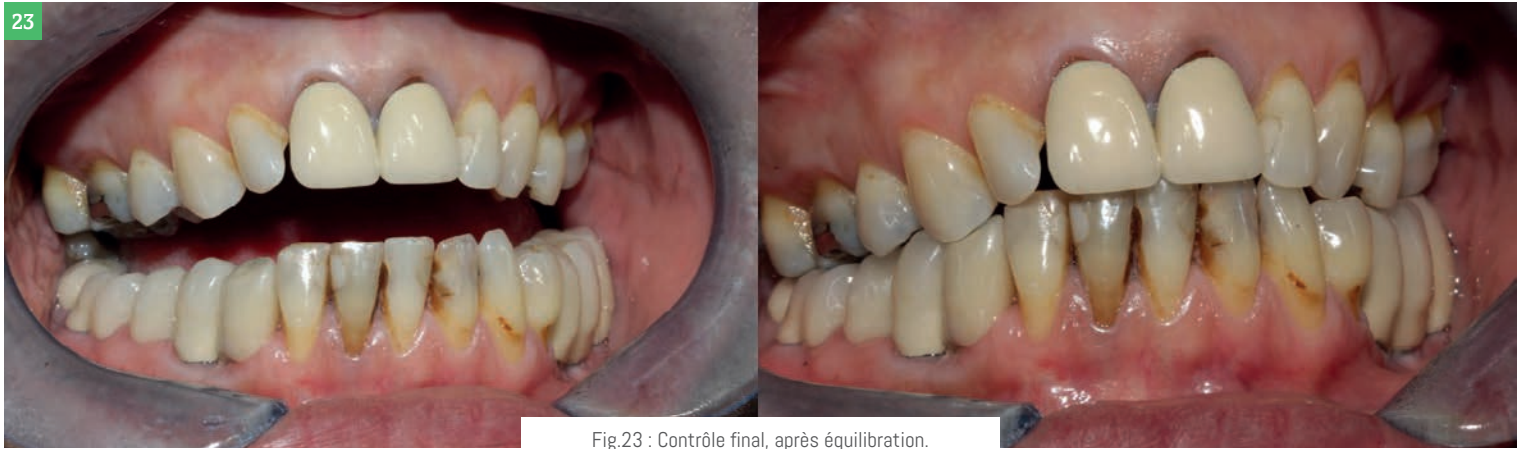 23
Fig.23 : Contrôle final, après équilibration.